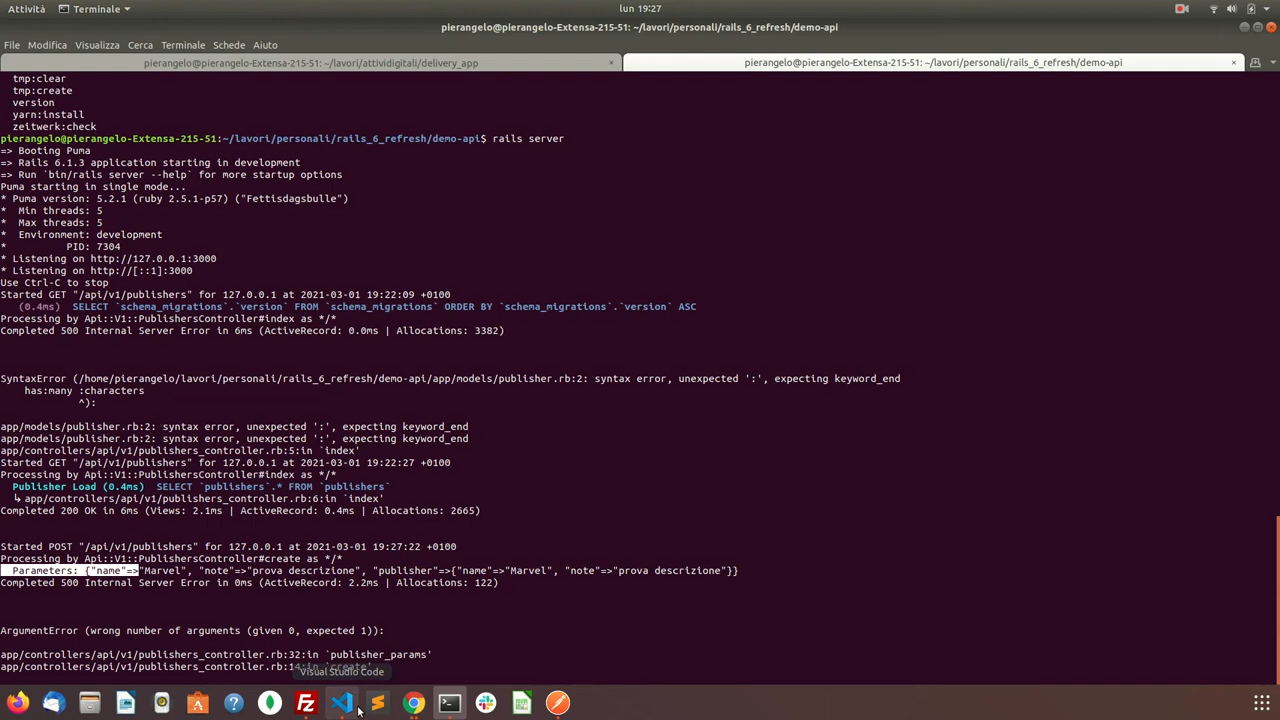 Attività
Terminale
lun 19:27
pierangelo@pierangelo-Extensa-215-51: ~/lavori/personali/rails_6_refresh/demo-api
File Modifica Visualizza Cerca Terminale Schede Aiuto
pierangelo@pierangelo-Extensa-215-51: ~/lavori/attividigitali/delivery_app × pierangelo@pierangelo-Extensa-215-51: ~/lavori/personali/rails_6_refresh/demo-api ×
tmp:clear
tmp:create
version
yarn:install
zeitwerk:check
pierangelo@pierangelo-Extensa-215-51:~/lavori/personali/rails_6_refresh/demo-api$ rails server
=> Booting Puma
=> Rails 6.1.3 application starting in development
=> Run `bin/rails server --help` for more startup options
Puma starting in single mode...
* Puma version: 5.2.1 (ruby 2.5.1-p57) ("Fettisdagsbulle")
* Min threads: 5
* Max threads: 5
* Environment: development
* PID: 7304
* Listening on http://127.0.0.1:3000
* Listening on http://[::1]:3000
Use Ctrl-C to stop
Started GET "/api/v1/publishers" for 127.0.0.1 at 2021-03-01 19:22:09 +0100
(0.4ms) SELECT `schema_migrations`.`version` FROM `schema_migrations` ORDER BY `schema_migrations`.`version` ASC
Processing by Api::V1::PublishersController#index as */*
Completed 500 Internal Server Error in 6ms (ActiveRecord: 0.0ms | Allocations: 3382)
SyntaxError (/home/pierangelo/lavori/personali/rails_6_refresh/demo-api/app/models/publisher.rb:2: syntax error, unexpected ':', expecting keyword_end
has:many :characters
^):
app/models/publisher.rb:2: syntax error, unexpected ':', expecting keyword_end
app/models/publisher.rb:2: syntax error, unexpected ':', expecting keyword_end
app/controllers/api/v1/publishers_controller.rb:5:in `index'
Started GET "/api/v1/publishers" for 127.0.0.1 at 2021-03-01 19:22:27 +0100
Processing by Api::V1::PublishersController#index as */*
Publisher Load (0.4ms) SELECT `publishers`.* FROM `publishers`
↳ app/controllers/api/v1/publishers_controller.rb:6:in `index'
Completed 200 OK in 6ms (Views: 2.1ms | ActiveRecord: 0.4ms | Allocations: 2665)
Started POST "/api/v1/publishers" for 127.0.0.1 at 2021-03-01 19:27:22 +0100
Processing by Api::V1::PublishersController#create as */*
Parameters: {"name"=>"Marvel", "note"=>"prova descrizione", "publisher"=>{"name"=>"Marvel", "note"=>"prova descrizione"}}
Completed 500 Internal Server Error in 0ms (ActiveRecord: 2.2ms | Allocations: 122)
ArgumentError (wrong number of arguments (given 0, expected 1)):
app/controllers/api/v1/publishers_controller.rb:32:in `publisher_params'
app/controllers/api/v1/publishers_controller.rb:14:in `create'
Visual Studio Code